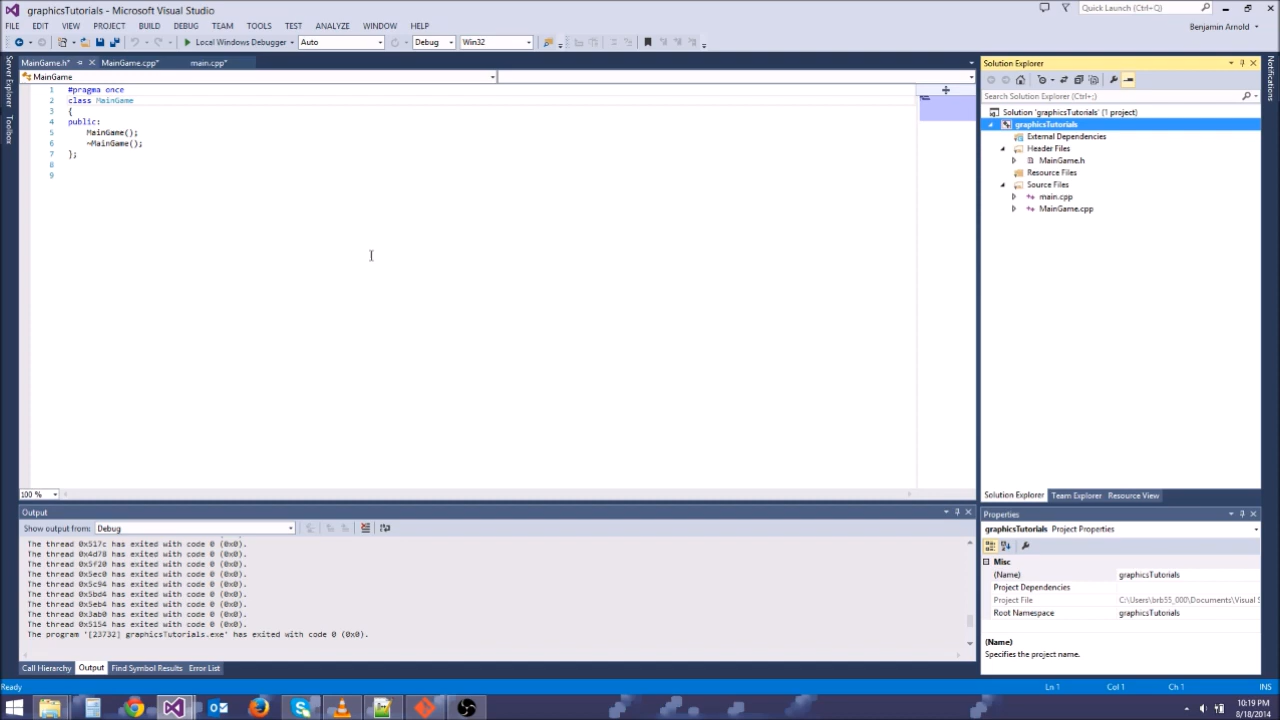 graphicsTutorials - Microsoft Visual Studio
Quick Launch (Ctrl+Q)
FILE EDIT VIEW PROJECT BUILD DEBUG TEAM TOOLS TEST ANALYZE WINDOW HELP
Benjamin Arnold
Local Windows Debugger Auto Debug Win32
MainGame.h* MainGame.cpp* main.cpp*
MainGame
Server Explorer
Toolbox
1 #pragma once
2 class MainGame
3 {
4 public:
5 MainGame();
6 ~MainGame();
7 };
8
9
100 %
Solution Explorer
Search Solution Explorer (Ctrl+;)
Solution 'graphicsTutorials' (1 project)
graphicsTutorials
External Dependencies
Header Files
MainGame.h
Resource Files
Source Files
main.cpp
MainGame.cpp
Notifications
Solution Explorer Team Explorer Resource View
Output
Show output from: Debug
The thread 0x517c has exited with code 0 (0x0).
The thread 0x4d78 has exited with code 0 (0x0).
The thread 0x5f20 has exited with code 0 (0x0).
The thread 0x5ec0 has exited with code 0 (0x0).
The thread 0x5c94 has exited with code 0 (0x0).
The thread 0x5bd4 has exited with code 0 (0x0).
The thread 0x5eb4 has exited with code 0 (0x0).
The thread 0x3ab0 has exited with code 0 (0x0).
The thread 0x5154 has exited with code 0 (0x0).
The program '[23732] graphicsTutorials.exe' has exited with code 0 (0x0).
Call Hierarchy Output Find Symbol Results Error List
Properties
graphicsTutorials Project Properties
Misc
(Name) graphicsTutorials
Project Dependencies
Project File C:\Users\brb55_000\Documents\Visual S
Root Namespace graphicsTutorials
(Name)
Specifies the project name.
Ready Ln 1 Col 1 Ch 1 INS
10:19 PM
8/18/2014